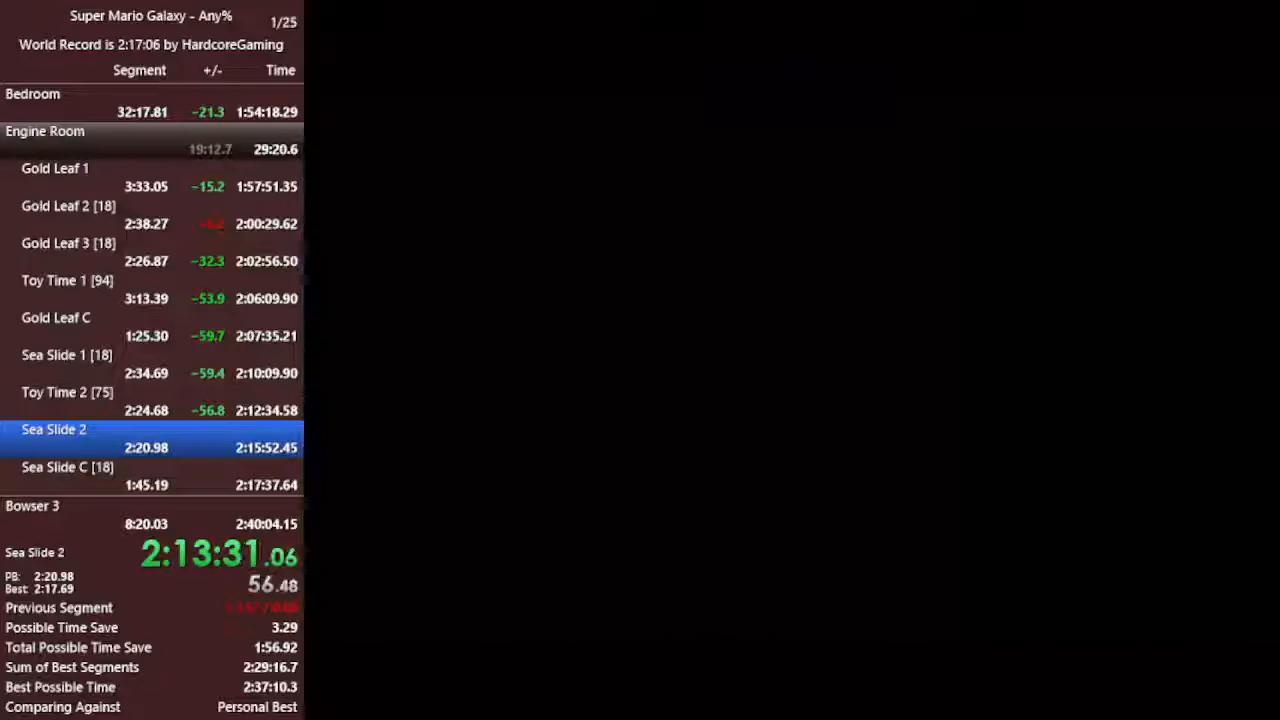 Super Mario Galaxy - Any%
1/25
World Record is 2:17:06 by HardcoreGaming
Segment +/- Time
Bedroom
32:17.81 -21.3 1:54:18.29
Engine Room
19:12.7 29:20.6
Gold Leaf 1
3:33.05 -15.2 1:57:51.35
Gold Leaf 2 [18]
2:38.27 2:00:29.62
Gold Leaf 3 [18]
2:26.87 -32.3 2:02:56.50
Toy Time 1 [94]
3:13.39 -53.9 2:06:09.90
Gold Leaf C
1:25.30 -59.7 2:07:35.21
Sea Slide 1 [18]
2:34.69 -59.4 2:10:09.90
Toy Time 2 [75]
2:24.68 -56.8 2:12:34.58
Sea Slide 2
2:20.98 2:15:52.45
Sea Slide C [18]
1:45.19 2:17:37.64
Bowser 3
8:20.03 2:40:04.15
Sea Slide 2 2:13:31.06
PB: 2:20.98 56.48
Best: 2:17.69
Previous Segment
Possible Time Save 3.29
Total Possible Time Save 1:56.92
Sum of Best Segments 2:29:16.7
Best Possible Time 2:37:10.3
Comparing Against Personal Best